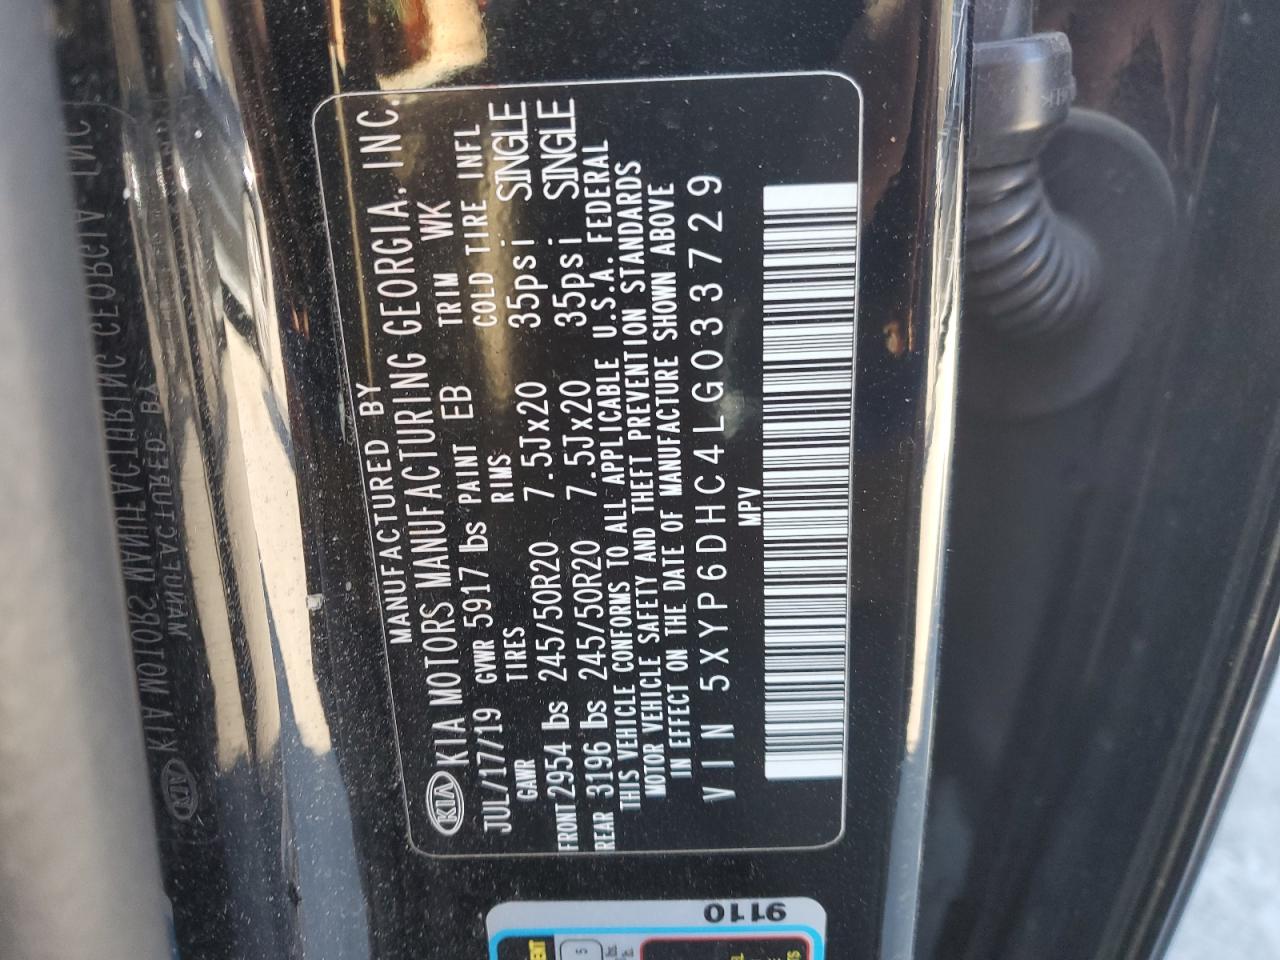 MANUFACTURED BY
KIA KIA MOTORS MANUFACTURING GEORGIA, INC.
JUL/17/19 GVWR 5917 lbs PAINT EB TRIM WK
GAWR TIRES RIMS COLD TIRE INFL
FRONT 2954 lbs 245/50R20 7.5Jx20 35psi SINGLE
REAR 3196 lbs 245/50R20 7.5Jx20 35psi SINGLE
THIS VEHICLE CONFORMS TO ALL APPLICABLE U.S.A. FEDERAL
MOTOR VEHICLE SAFETY AND THEFT PREVENTION STANDARDS
IN EFFECT ON THE DATE OF MANUFACTURE SHOWN ABOVE
VIN 5XYP6DHC4LG033729
MPV
9110
5